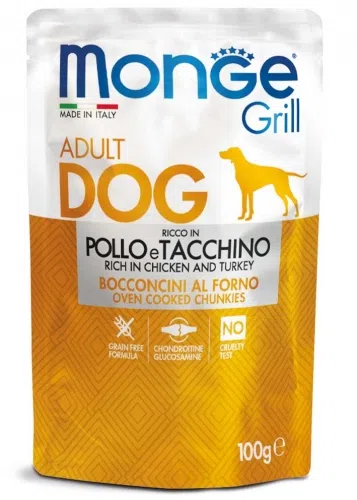 MONGE
Grill
MADE IN ITALY
ADULT
DOG
RICCO IN
POLLO e TACCHINO
RICH IN CHICKEN AND TURKEY
BOCCONCINI AL FORNO
OVEN COOKED CHUNKIES
GRAIN FREE
FORMULA
CHONDROITINE
GLUCOSAMINE
NO
CRUELTY
TEST
100g e